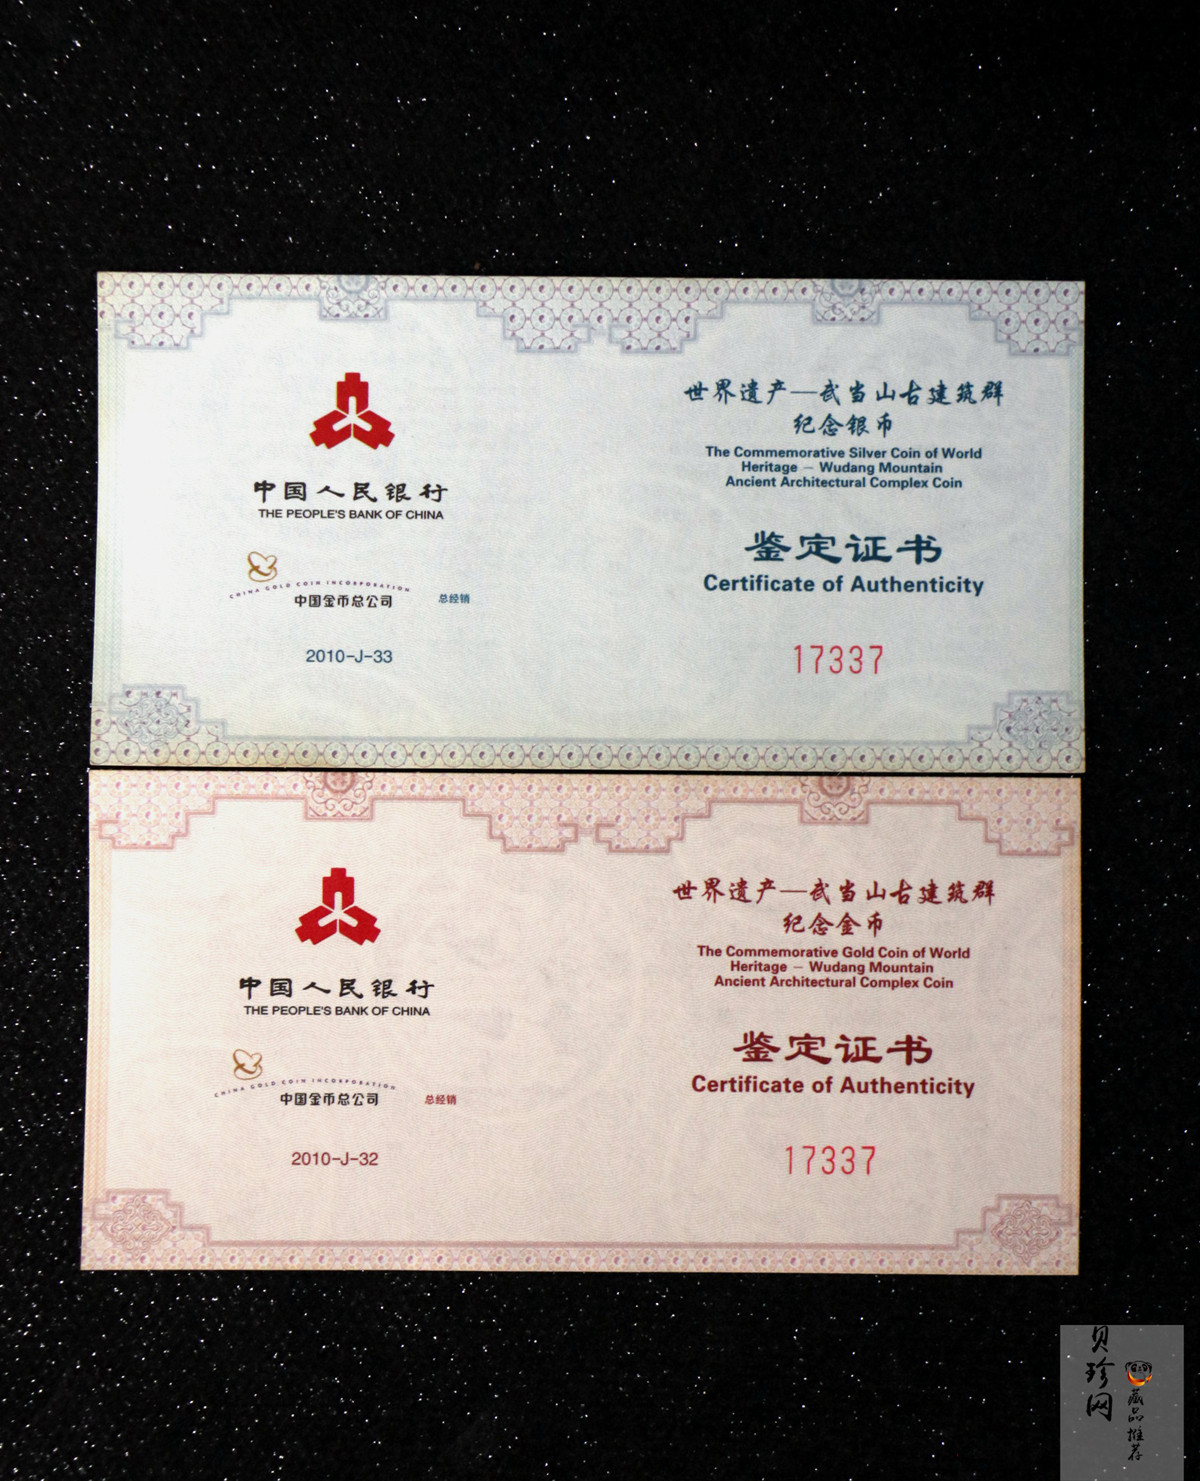 中国人民银行
THE PEOPLE'S BANK OF CHINA
CHINA GOLD COIN INCORPORATION
中国金币总公司 总经销
2010-J-33
世界遗产—武当山古建筑群
纪念银币
The Commemorative Silver Coin of World
Heritage — Wudang Mountain
Ancient Architectural Complex Coin
鉴定证书
Certificate of Authenticity
17337
中国人民银行
THE PEOPLE'S BANK OF CHINA
CHINA GOLD COIN INCORPORATION
中国金币总公司 总经销
2010-J-32
世界遗产—武当山古建筑群
纪念金币
The Commemorative Gold Coin of World
Heritage — Wudang Mountain
Ancient Architectural Complex Coin
鉴定证书
Certificate of Authenticity
17337
贝珍网
藏品推荐